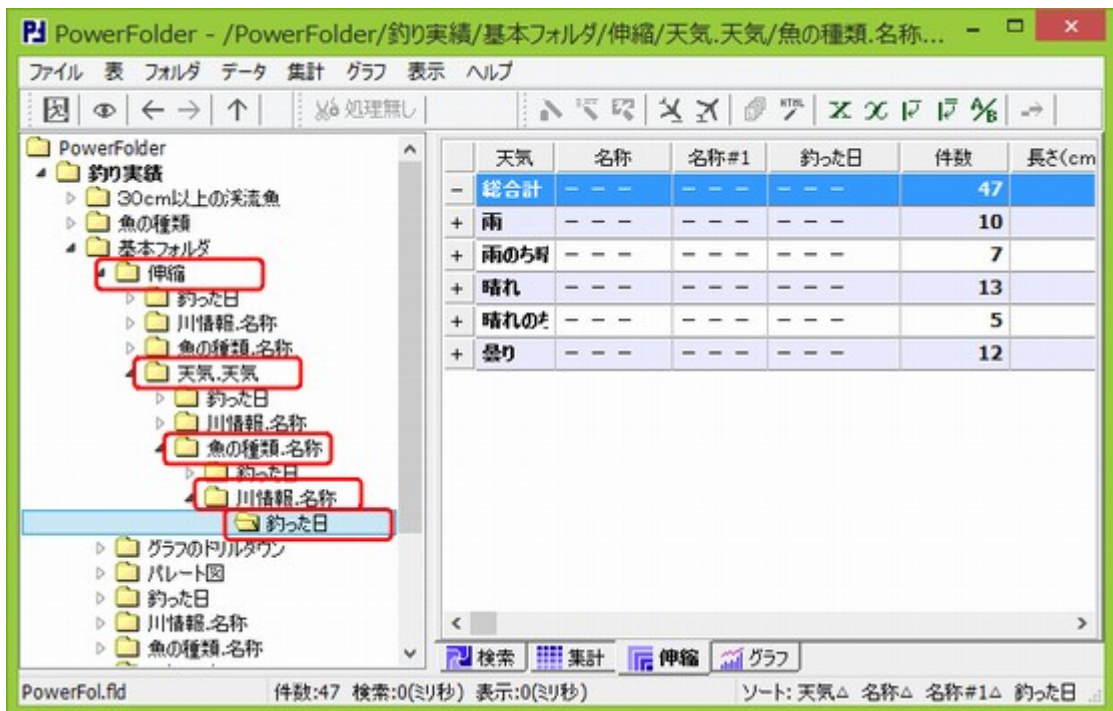 PowerFolder - /PowerFolder/釣り実績/基本フォルダ/伸縮/天気.天気/魚の種類.名称...
ファイル 表 フォルダ データ 集計 グラフ 表示 ヘルプ
処理無し
PowerFolder
釣り実績
30cm以上の渓流魚
魚の種類
基本フォルダ
伸縮
釣った日
川情報.名称
魚の種類.名称
天気.天気
釣った日
川情報.名称
魚の種類.名称
釣った日
川情報.名称
釣った日
グラフのドリルダウン
パレート図
釣った日
川情報.名称
魚の種類.名称
天気 名称 名称#1 釣った日 件数 長さ(cm
− 総合計 − − − − − − − − − 47
+ 雨 − − − − − − − − − 10
+ 雨のち晴 − − − − − − − − − 7
+ 晴れ − − − − − − − − − 13
+ 晴れのち − − − − − − − − − 5
+ 曇り − − − − − − − − − 12
検索 集計 伸縮 グラフ
PowerFol.fld 件数:47 検索:0(ミリ秒) 表示:0(ミリ秒) ソート: 天気△ 名称△ 名称#1△ 釣った日